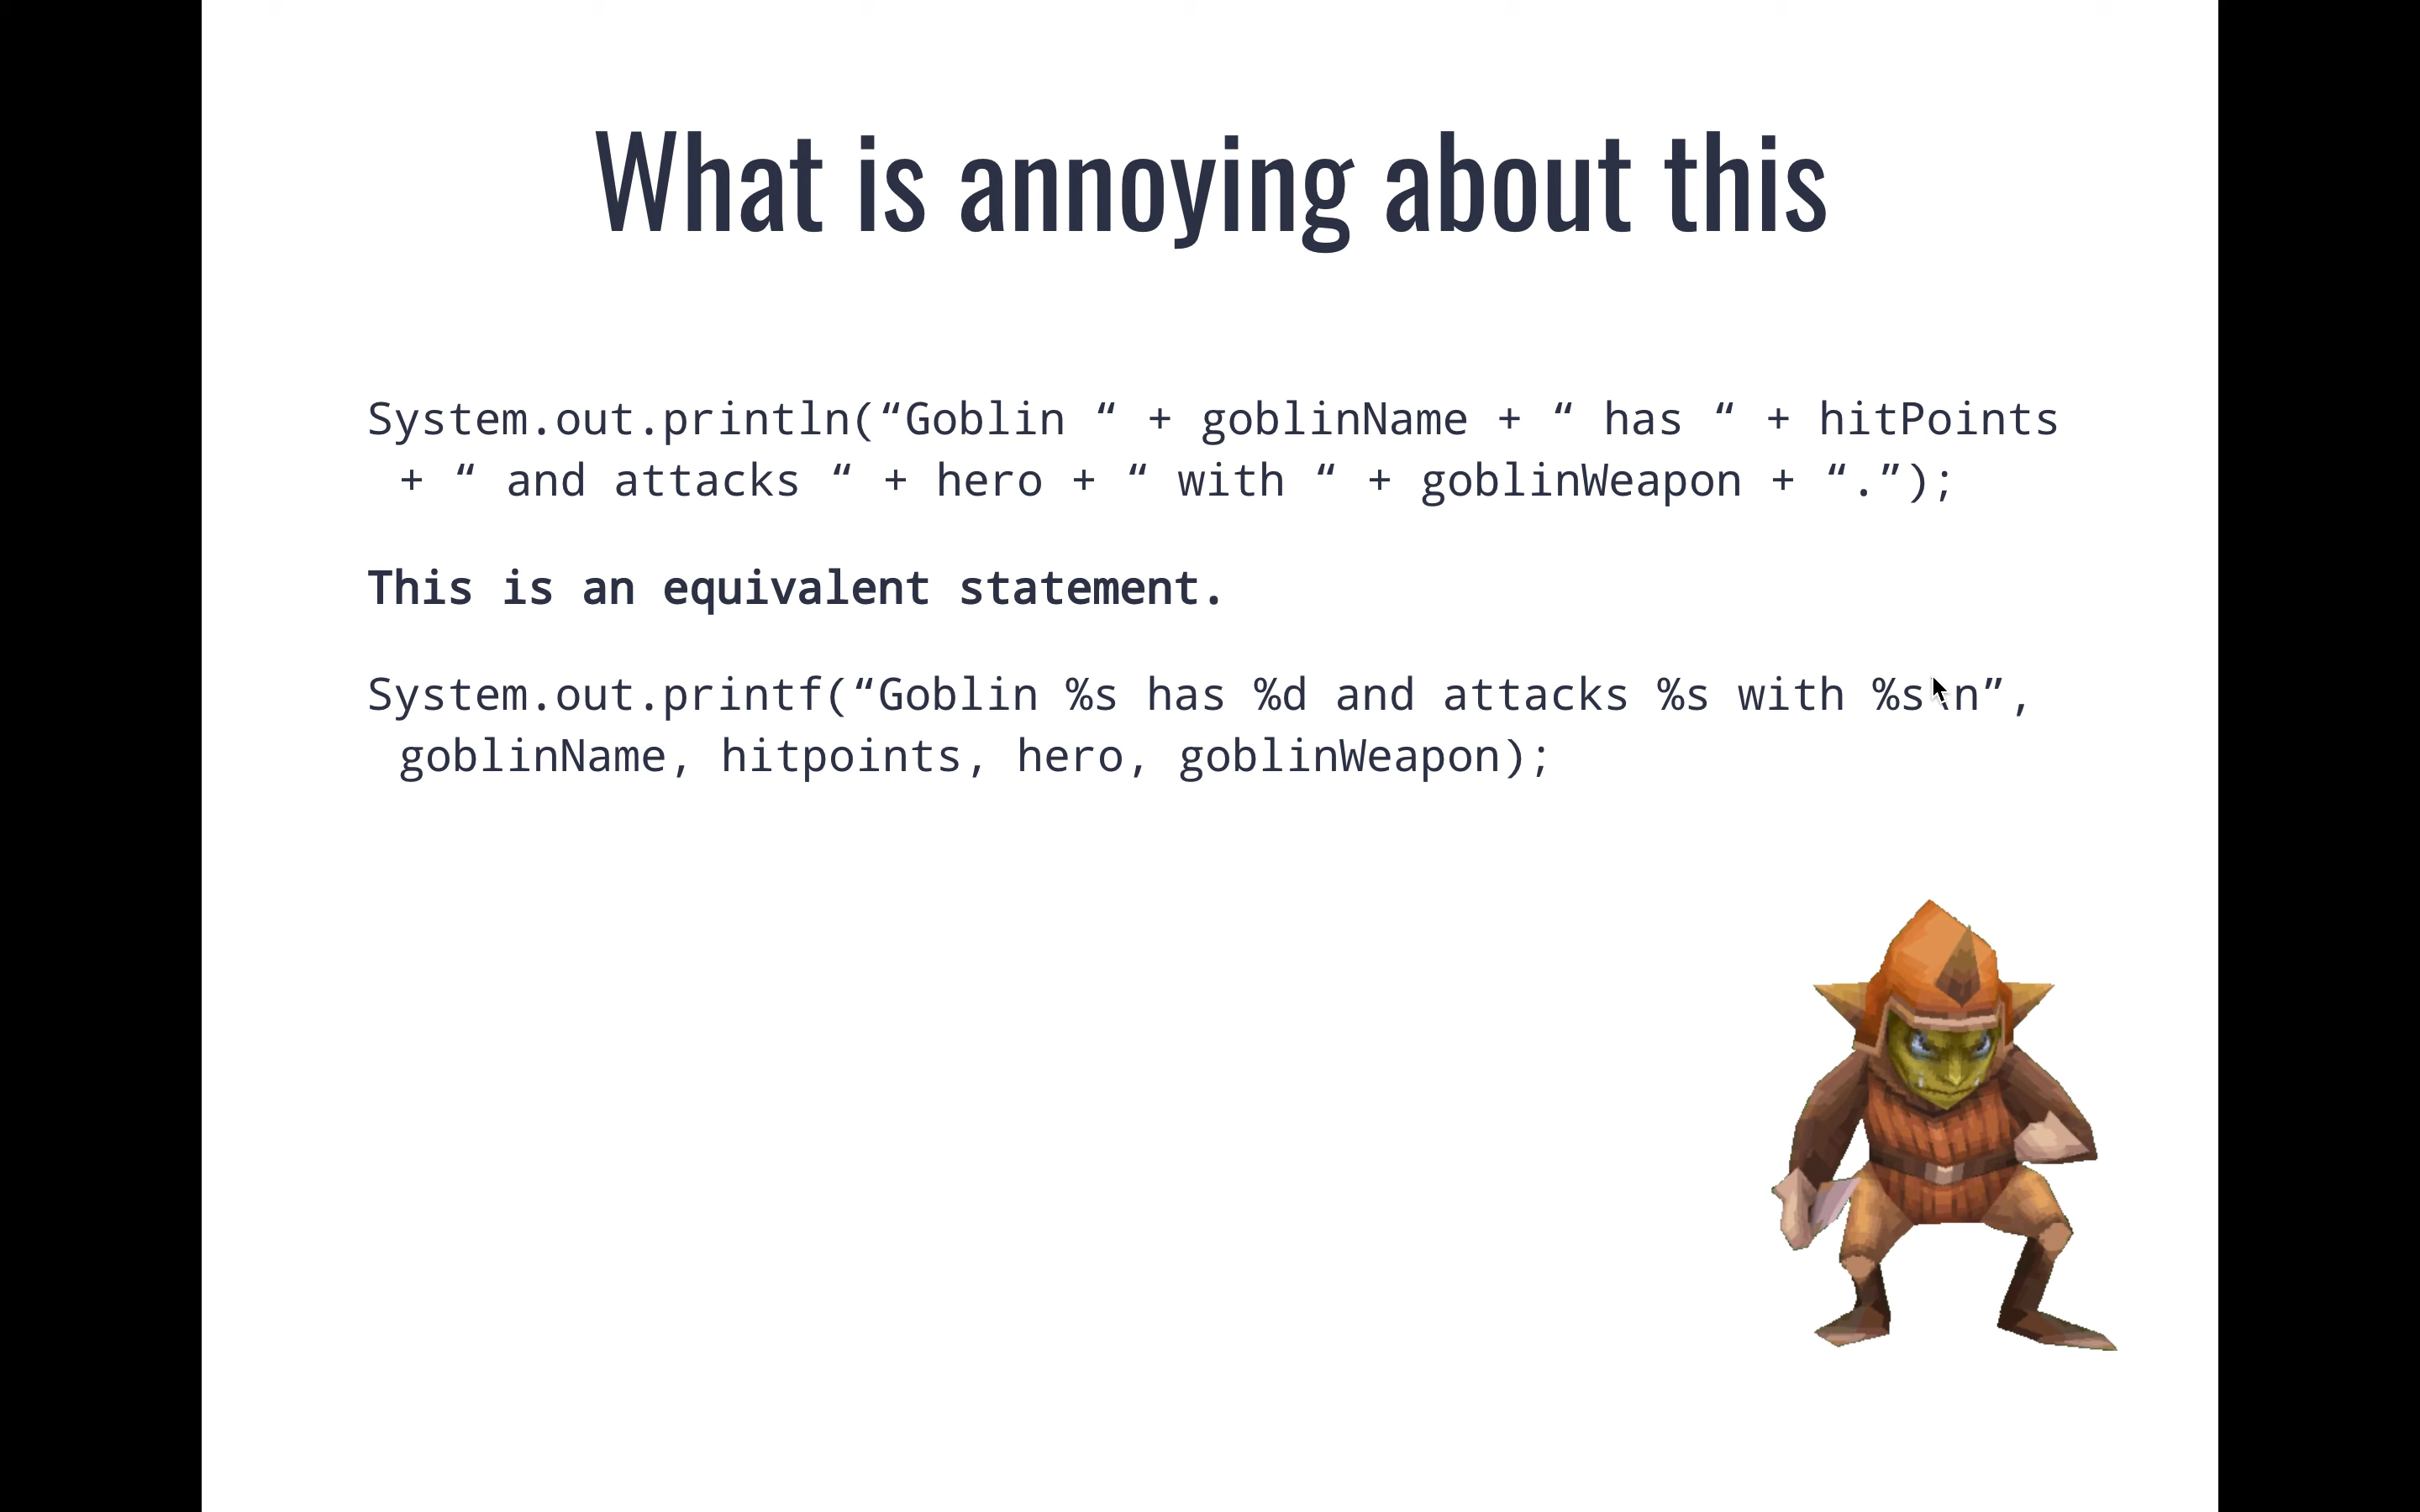 What is annoying about this
System.out.println(“Goblin “ + goblinName + “ has “ + hitPoints
+ “ and attacks “ + hero + “ with “ + goblinWeapon + “.”);
This is an equivalent statement.
System.out.printf(“Goblin %s has %d and attacks %s with %s\n”,
goblinName, hitpoints, hero, goblinWeapon);